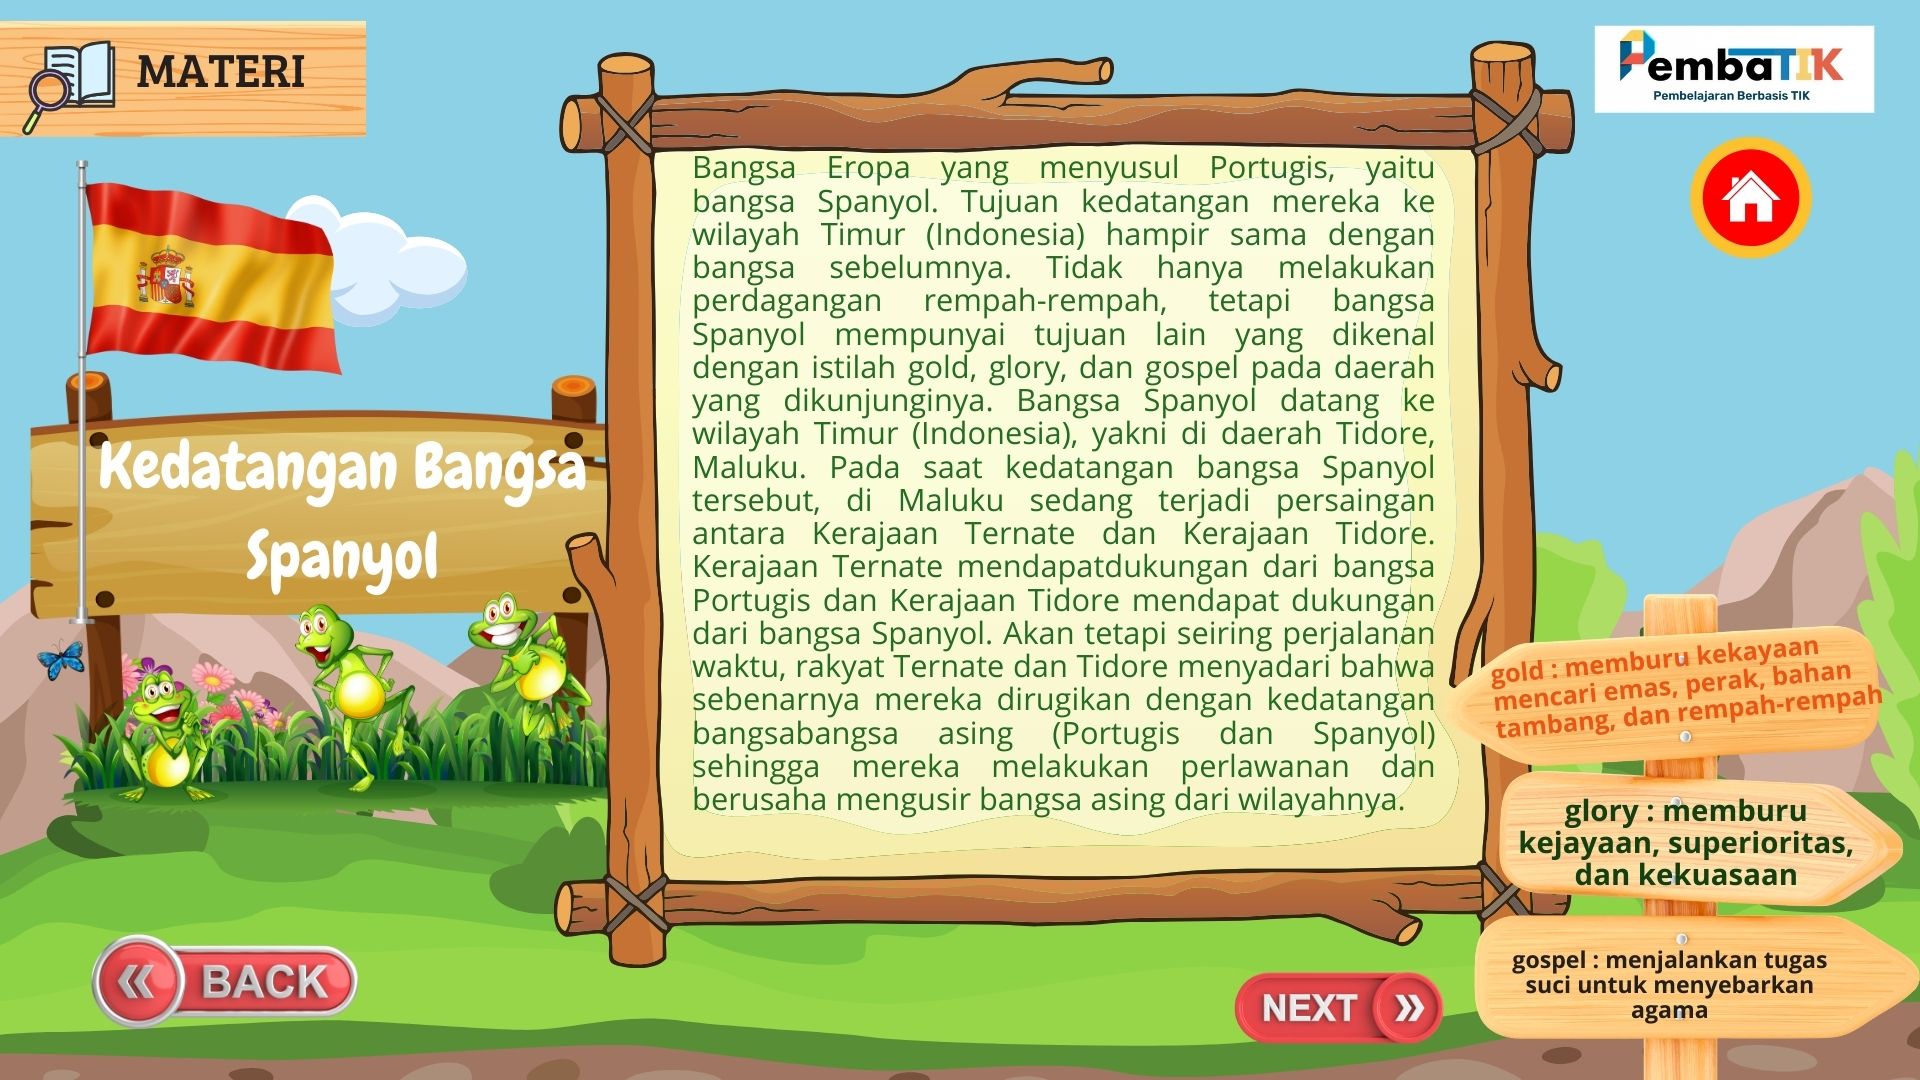 MATERI
PembaTIK
Pembelajaran Berbasis TIK
Kedatangan Bangsa
Spanyol
Bangsa Eropa yang menyusul Portugis, yaitu
bangsa Spanyol. Tujuan kedatangan mereka ke
wilayah Timur (Indonesia) hampir sama dengan
bangsa sebelumnya. Tidak hanya melakukan
perdagangan rempah-rempah, tetapi bangsa
Spanyol mempunyai tujuan lain yang dikenal
dengan istilah gold, glory, dan gospel pada daerah
yang dikunjunginya. Bangsa Spanyol datang ke
wilayah Timur (Indonesia), yakni di daerah Tidore,
Maluku. Pada saat kedatangan bangsa Spanyol
tersebut, di Maluku sedang terjadi persaingan
antara Kerajaan Ternate dan Kerajaan Tidore.
Kerajaan Ternate mendapatdukungan dari bangsa
Portugis dan Kerajaan Tidore mendapat dukungan
dari bangsa Spanyol. Akan tetapi seiring perjalanan
waktu, rakyat Ternate dan Tidore menyadari bahwa
sebenarnya mereka dirugikan dengan kedatangan
bangsabangsa asing (Portugis dan Spanyol)
sehingga mereka melakukan perlawanan dan
berusaha mengusir bangsa asing dari wilayahnya.
gold : memburu kekayaan
mencari emas, perak, bahan
tambang, dan rempah-rempah
glory : memburu
kejayaan, superioritas,
dan kekuasaan
gospel : menjalankan tugas
suci untuk menyebarkan
agama
BACK
NEXT